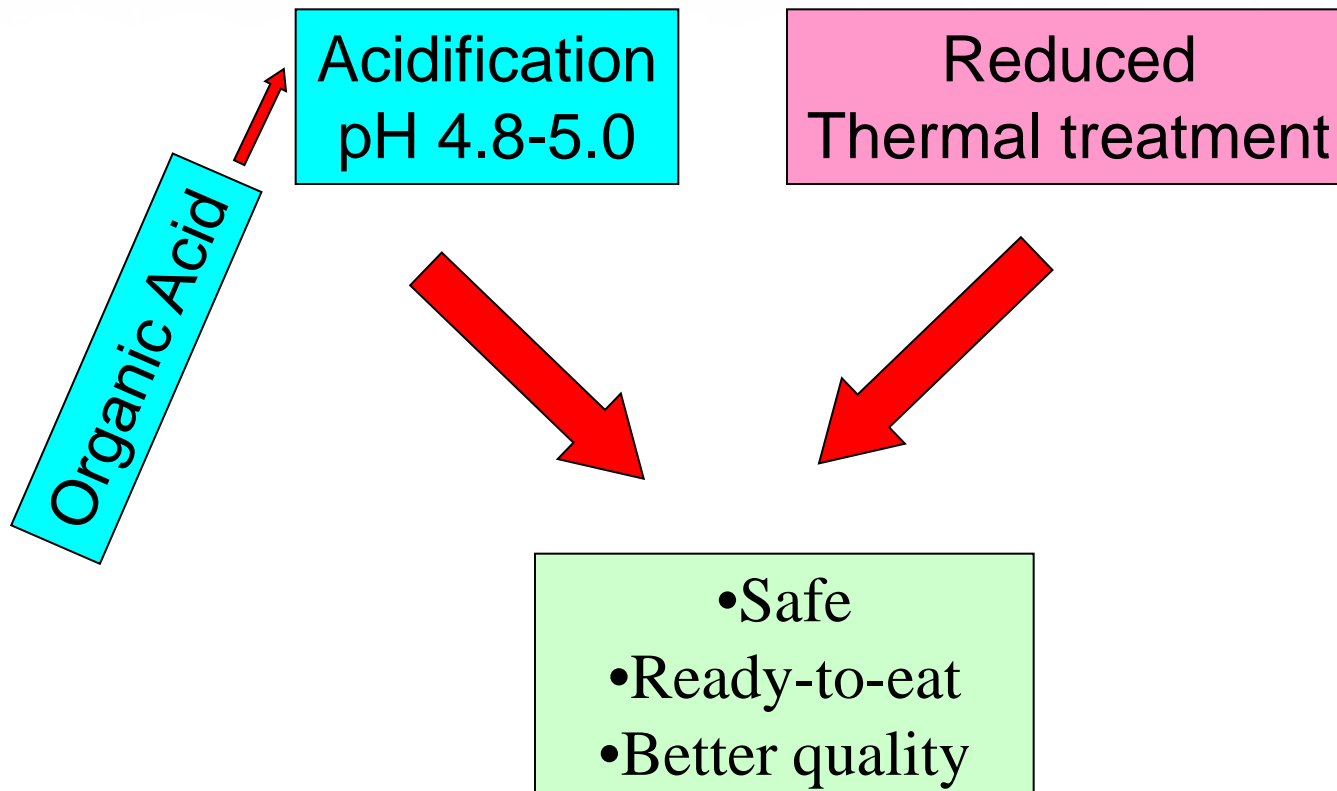 Acidification
pH 4.8-5.0
Reduced
Thermal treatment
Organic Acid
•Safe
•Ready-to-eat
•Better quality